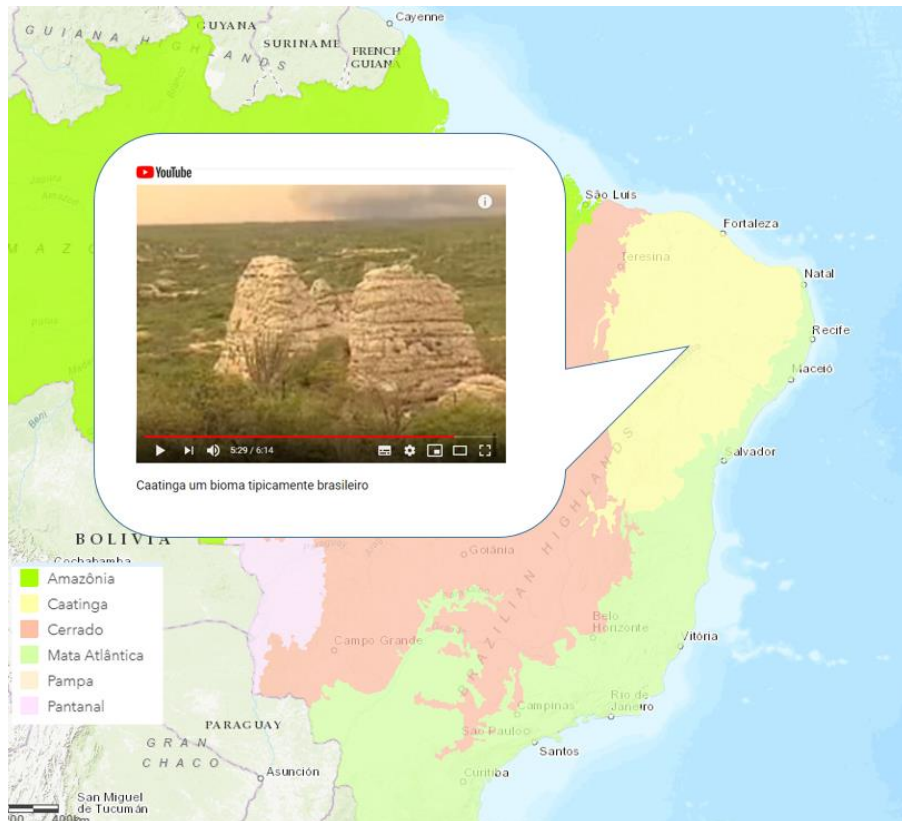 Cayenne
GUYANA
GUIANA HIGHLANDS
SURINAME
FRENCH
GUIANA
YouTube
São Luís
Fortaleza
Teresina
Natal
Recife
Maceió
Salvador
5:29 / 6:14
Caatinga um bioma tipicamente brasileiro
Beni
BOLIVIA
Cochabamba
Goiânia
BRAZILIAN HIGHLANDS
Amazônia
Caatinga
Cerrado
Mata Atlântica
Pampa
Pantanal
Campo Grande
Belo
Horizonte
Vitória
PARAGUAY
GRAN
CHACO
Campinas
Rio de
Janeiro
São Paulo
Santos
Asunción
Curitiba
San Miguel
de Tucumán